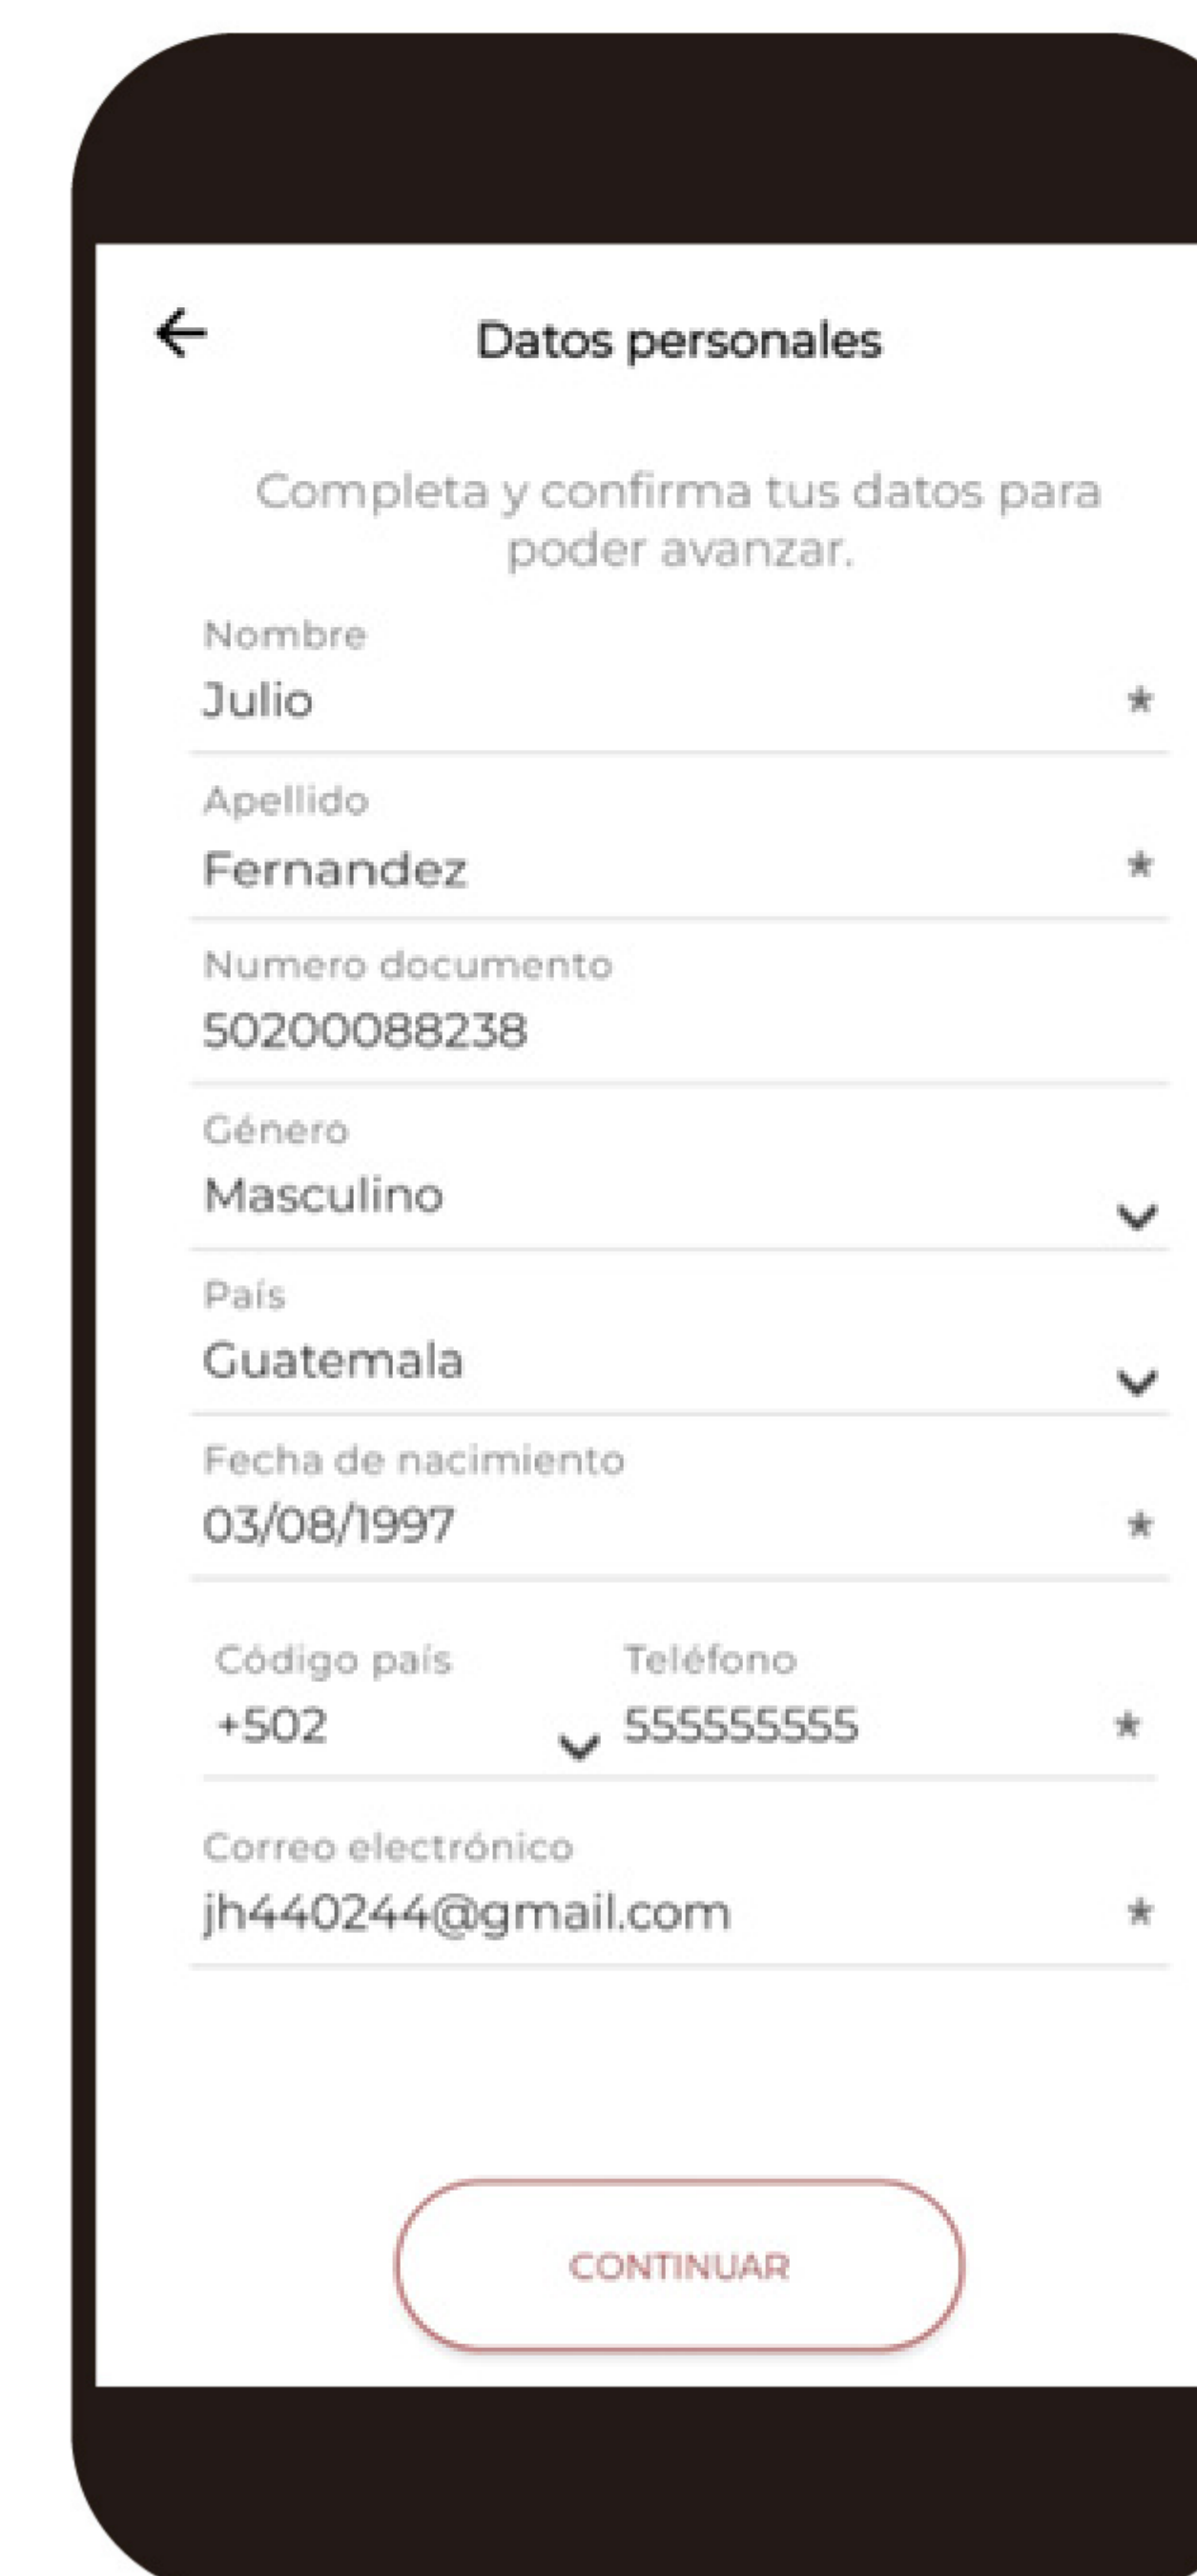 Datos personales
Completa y confirma tus datos para
poder avanzar.
Nombre
Julio *
Apellido
Fernandez *
Numero documento
50200088238
Género
Masculino
País
Guatemala
Fecha de nacimiento
03/08/1997 *
Código país Teléfono
+502 555555555 *
Correo electrónico
jh440244@gmail.com *
CONTINUAR